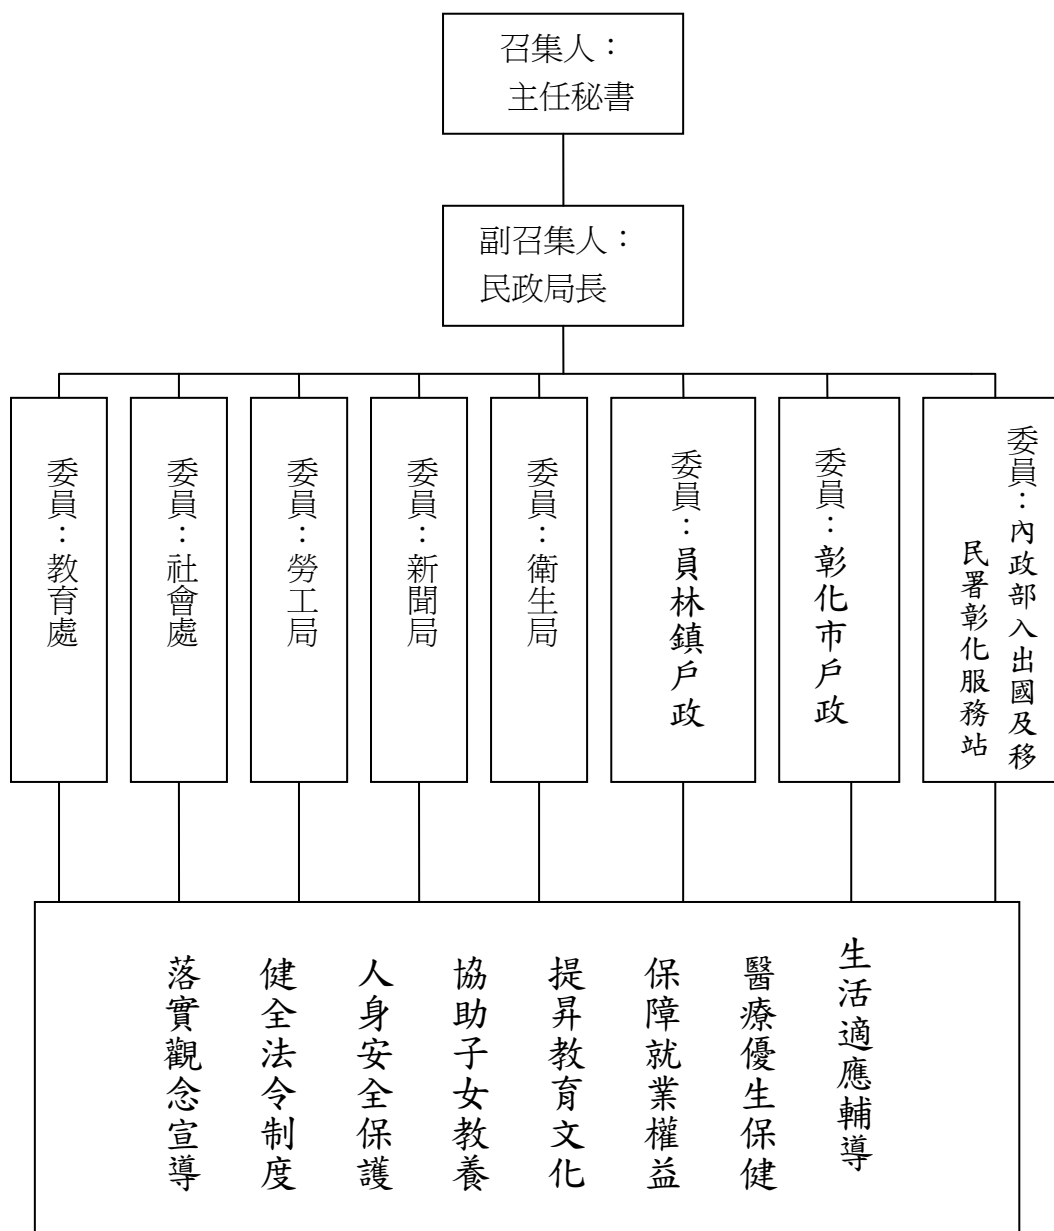 召集人：
主任秘書
副召集人：
民政局長
委員：教育處
委員：社會處
委員：勞工局
委員：新聞局
委員：衛生局
委員：員林鎮戶政
委員：彰化市戶政
委員：內政部入出國及移
民署彰化服務站
生活適應輔導
醫療優生保健
保障就業權益
提昇教育文化
協助子女教養
人身安全保護
健全法令制度
落實觀念宣導